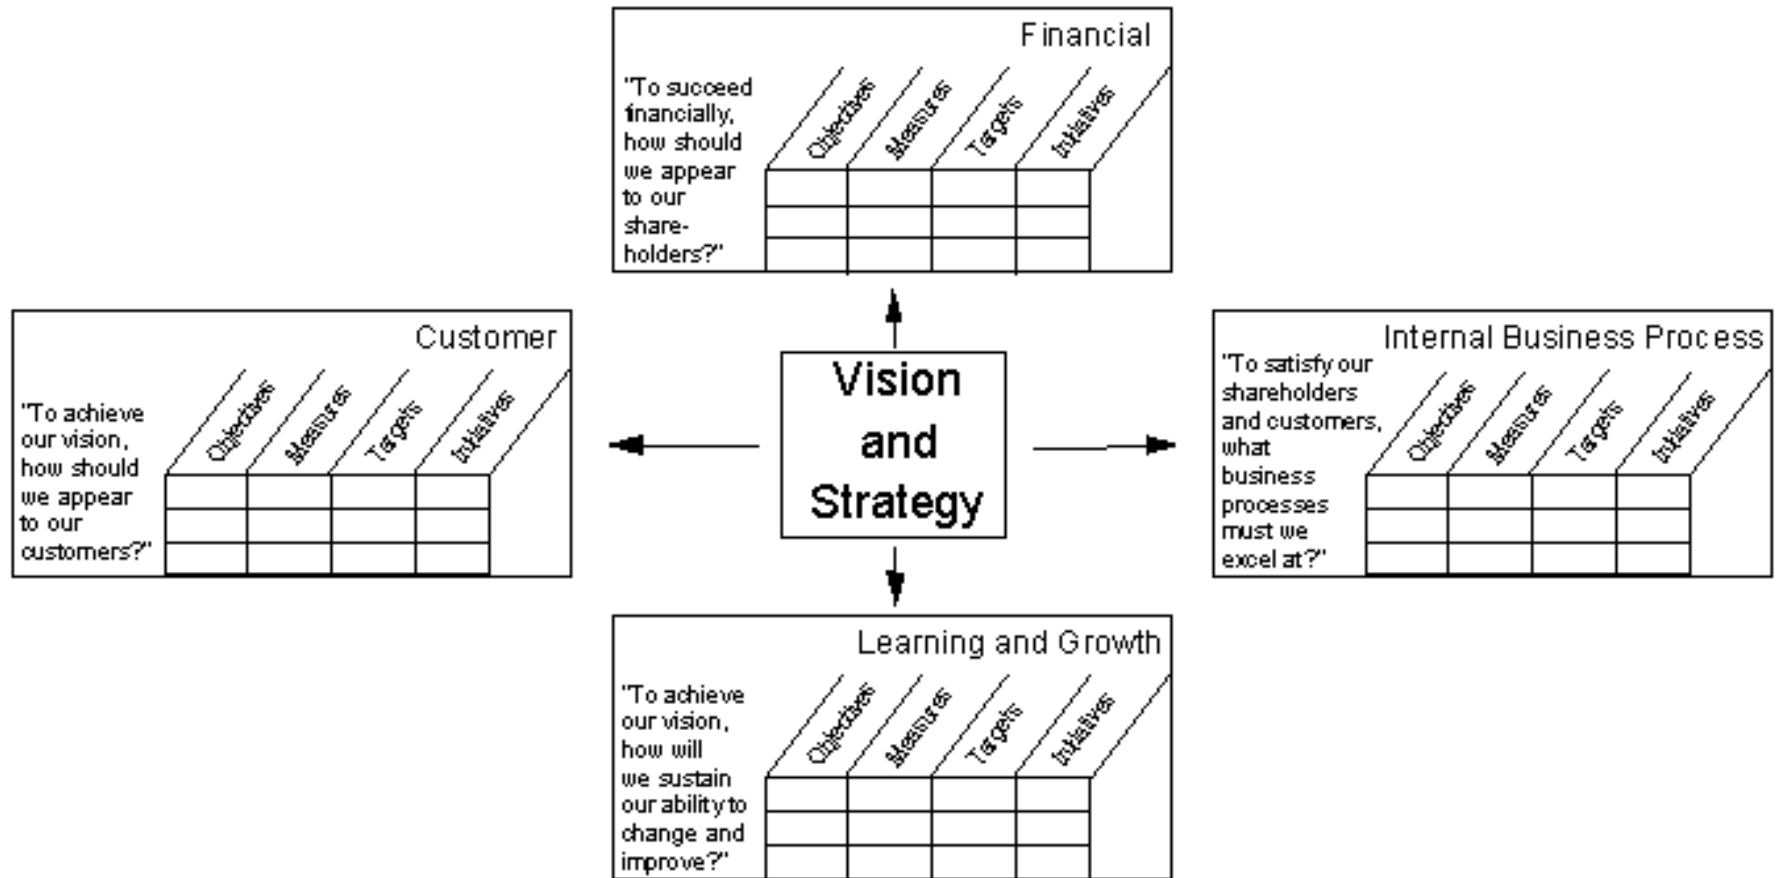 Financial
"To succeed
financially,
how should
we appear
to our
share-
holders?"
Objectives
Measures
Targets
Initiatives
Customer
"To achieve
our vision,
how should
we appear
to our
customers?"
Objectives
Measures
Targets
Initiatives
Vision
and
Strategy
Internal Business Process
"To satisfy our
shareholders
and customers,
what
business
processes
must we
excel at?"
Objectives
Measures
Targets
Initiatives
Learning and Growth
"To achieve
our vision,
how will
we sustain
our ability to
change and
improve?"
Objectives
Measures
Targets
Initiatives